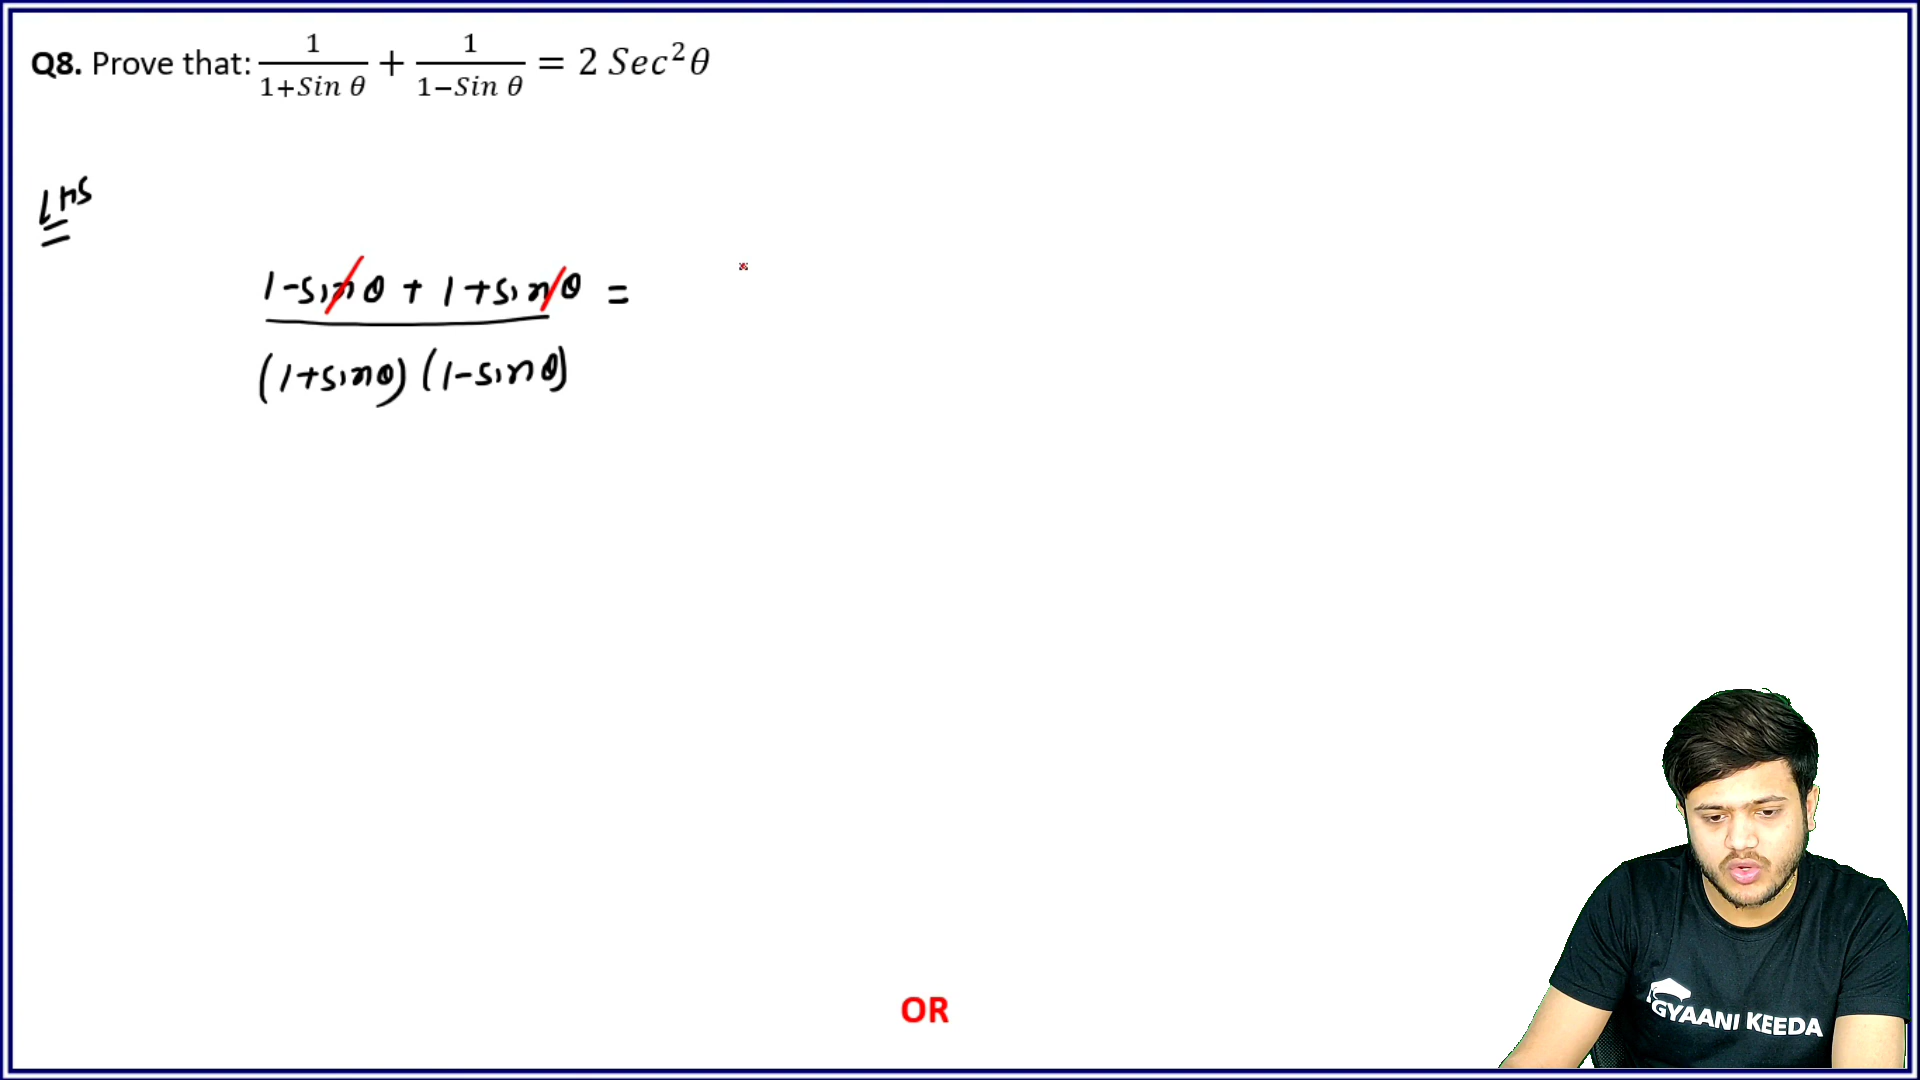 Q8. Prove that: 1/(1+Sin θ) + 1/(1−Sin θ) = 2 Sec²θ
LHS
1-sinθ + 1+sinθ =
(1+sinθ) (1-sinθ)
OR
GYAANI KEEDA